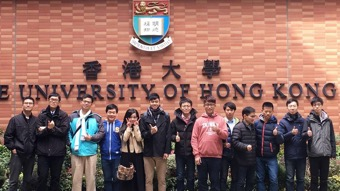 香港大學
E UNIVERSITY OF HONG KONG